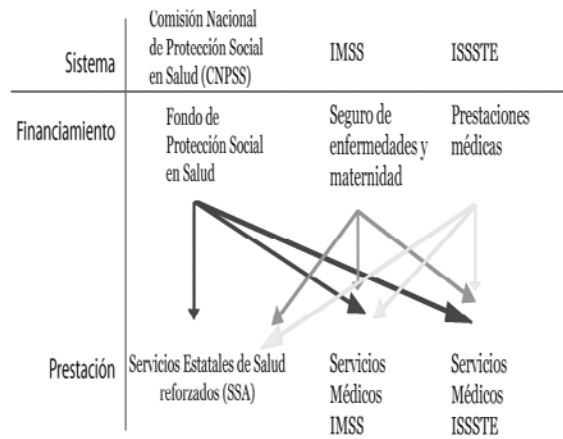 Sistema
Comisión Nacional
de Protección Social
en Salud (CNPSS)
IMSS
ISSSTE
Financiamiento
Fondo de
Protección Social
en Salud
Seguro de
enfermedades y
maternidad
Prestaciones
médicas
Prestación
Servicios Estatales de Salud
reforzados (SSA)
Servicios
Médicos
IMSS
Servicios
Médicos
ISSSTE